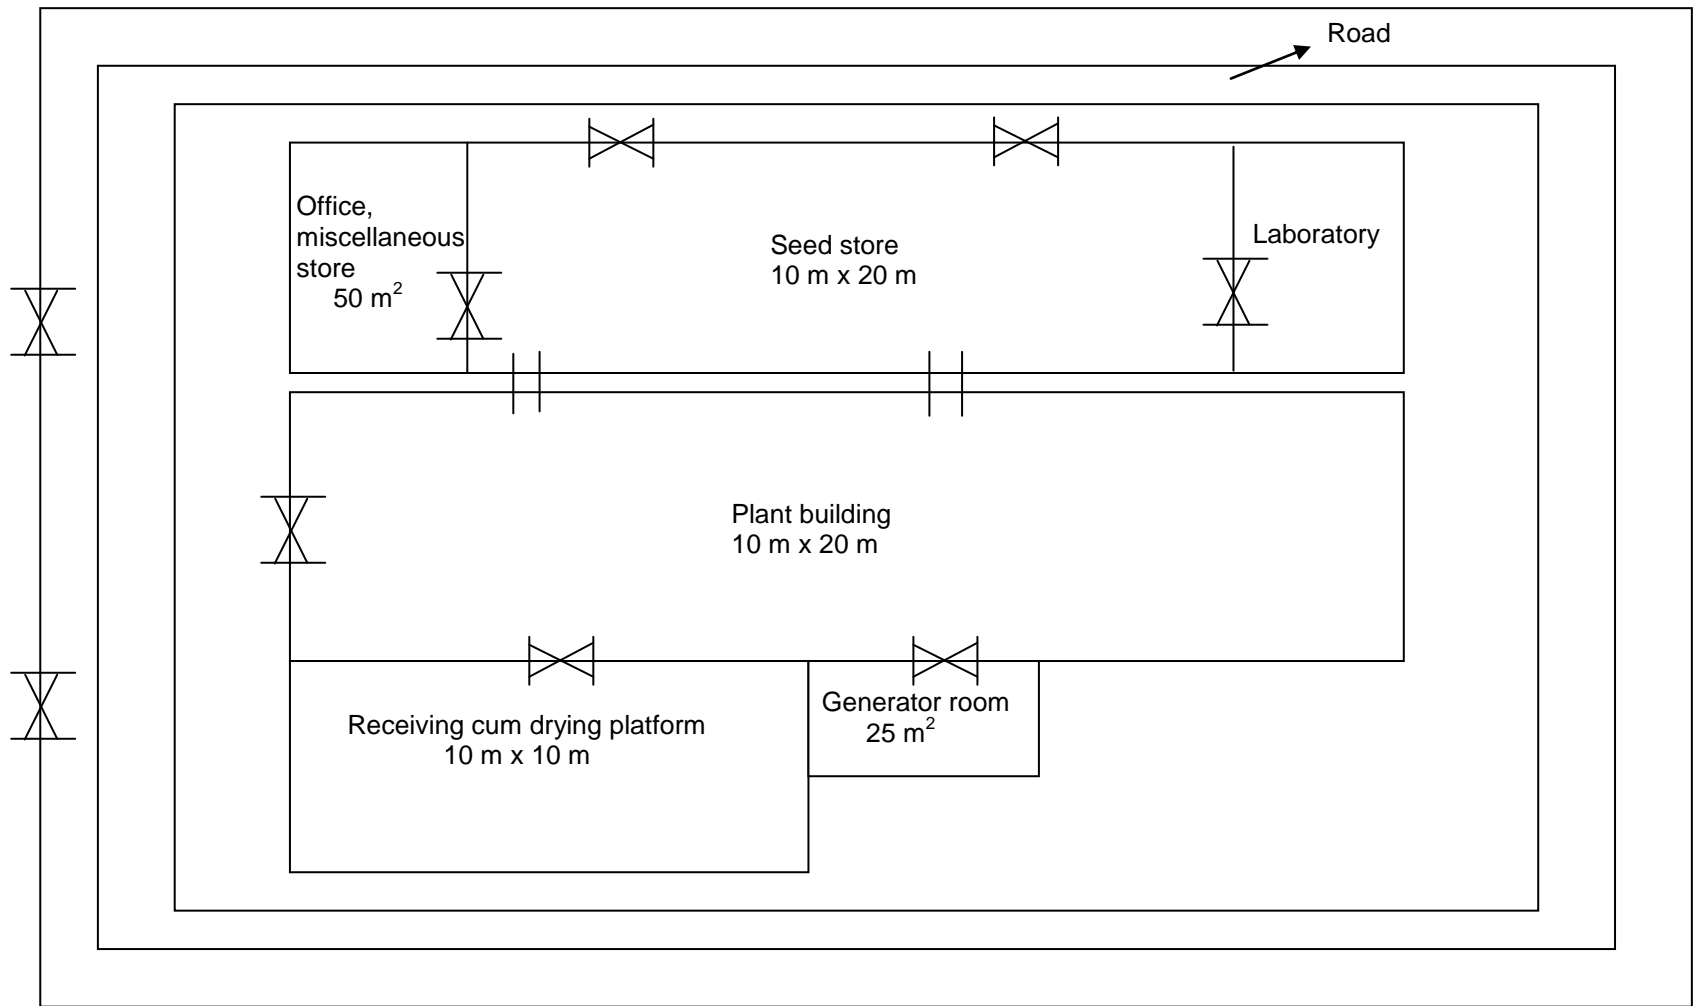 Road
Office,
miscellaneous
store
50 m²
Seed store
10 m x 20 m
Laboratory
Plant building
10 m x 20 m
Receiving cum drying platform
10 m x 10 m
Generator room
25 m²